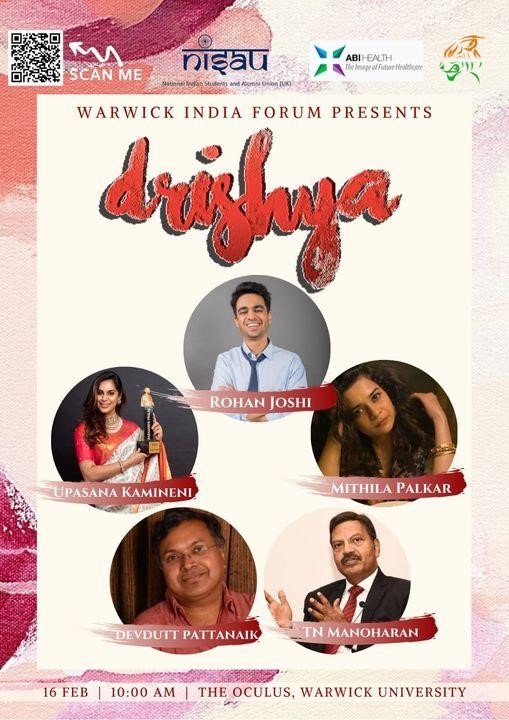 SCAN ME
nisau
National Indian Students and Alumni Union (UK)
ABI HEALTH
The Image of Future Healthcare
WARWICK INDIA FORUM PRESENTS
drishya
ROHAN JOSHI
UPASANA KAMINENI
MITHILA PALKAR
DEVDUTT PATTANAIK
TN MANOHARAN
16 FEB | 10:00 AM | THE OCULUS, WARWICK UNIVERSITY